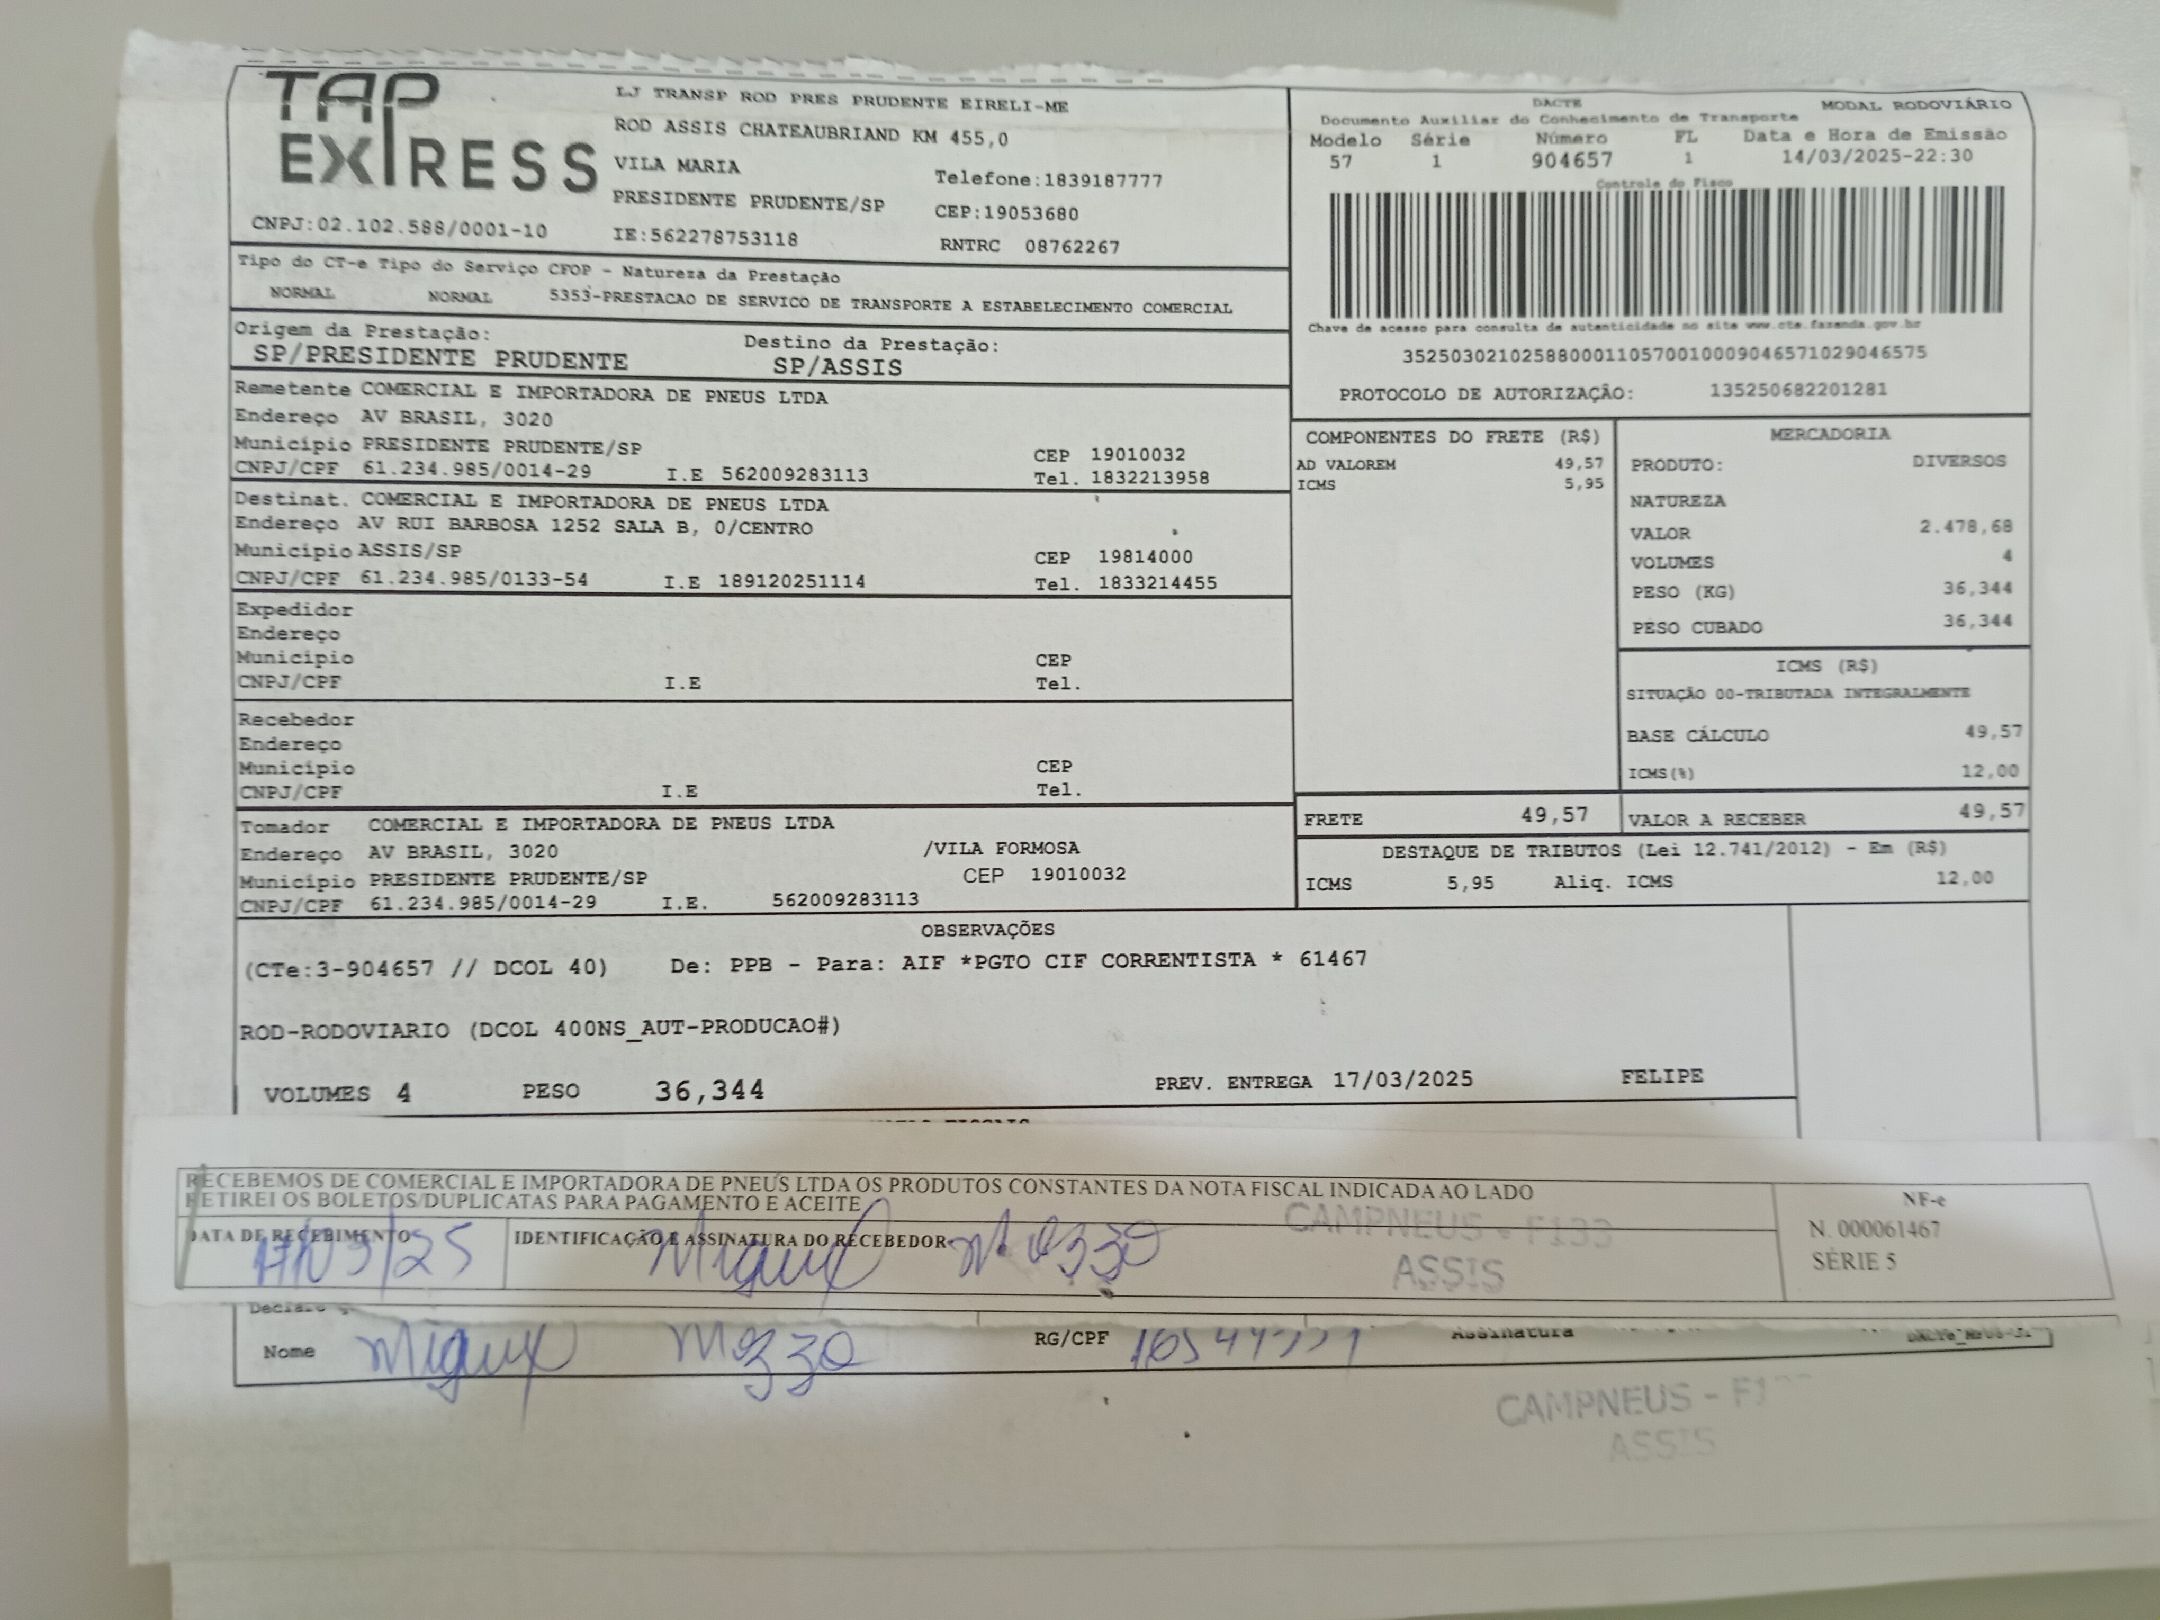 TAP EXPRESS
LJ TRANSP ROD PRES PRUDENTE EIRELI-ME
ROD ASSIS CHATEAUBRIAND KM 455,0
VILA MARIA
Telefone:1839187777
PRESIDENTE PRUDENTE/SP
CEP:19053680
CNPJ:02.102.588/0001-10
IE:562278753118
RNTRC 08762267
DACTE
MODAL RODOVIÁRIO
Documento Auxiliar do Conhecimento de Transporte
Modelo Série Número FL Data e Hora de Emissão
57 1 904657 1 14/03/2025-22:30
Controle do Fisco
Chave de acesso para consulta de autenticidade no site www.cte.fazenda.gov.br
35250302102588000110570010009046571029046575
PROTOCOLO DE AUTORIZAÇÃO: 135250682201281
Tipo do CT-e Tipo do Serviço CFOP - Natureza da Prestação
NORMAL NORMAL 5353-PRESTACAO DE SERVICO DE TRANSPORTE A ESTABELECIMENTO COMERCIAL
Origem da Prestação: Destino da Prestação:
SP/PRESIDENTE PRUDENTE SP/ASSIS
Remetente COMERCIAL E IMPORTADORA DE PNEUS LTDA
Endereço AV BRASIL, 3020
Município PRESIDENTE PRUDENTE/SP CEP 19010032
CNPJ/CPF 61.234.985/0014-29 I.E 562009283113 Tel. 1832213958
Destinat. COMERCIAL E IMPORTADORA DE PNEUS LTDA
Endereço AV RUI BARBOSA 1252 SALA B, 0/CENTRO
Município ASSIS/SP CEP 19814000
CNPJ/CPF 61.234.985/0133-54 I.E 189120251114 Tel. 1833214455
Expedidor
Endereço
Município CEP
CNPJ/CPF I.E Tel.
Recebedor
Endereço
Município CEP
CNPJ/CPF I.E Tel.
Tomador COMERCIAL E IMPORTADORA DE PNEUS LTDA
Endereço AV BRASIL, 3020 /VILA FORMOSA
Município PRESIDENTE PRUDENTE/SP CEP 19010032
CNPJ/CPF 61.234.985/0014-29 I.E. 562009283113
COMPONENTES DO FRETE (R$)
AD VALOREM 49,57
ICMS 5,95
MERCADORIA
PRODUTO: DIVERSOS
NATUREZA
VALOR 2.478,68
VOLUMES 4
PESO (KG) 36,344
PESO CUBADO 36,344
ICMS (R$)
SITUAÇÃO 00-TRIBUTADA INTEGRALMENTE
BASE CÁLCULO 49,57
ICMS(%) 12,00
FRETE 49,57 VALOR A RECEBER 49,57
DESTAQUE DE TRIBUTOS (Lei 12.741/2012) - Em (R$)
ICMS 5,95 Aliq. ICMS 12,00
OBSERVAÇÕES
(CTe:3-904657 // DCOL 40) De: PPB - Para: AIF *PGTO CIF CORRENTISTA * 61467
ROD-RODOVIARIO (DCOL 400NS_AUT-PRODUCAO#)
VOLUMES 4 PESO 36,344 PREV. ENTREGA 17/03/2025 FELIPE
RECEBEMOS DE COMERCIAL E IMPORTADORA DE PNEUS LTDA OS PRODUTOS CONSTANTES DA NOTA FISCAL INDICADA AO LADO
RETIREI OS BOLETOS/DUPLICATAS PARA PAGAMENTO E ACEITE
DATA DE RECEBIMENTO IDENTIFICAÇÃO E ASSINATURA DO RECEBEDOR
17/03/25 Miguel Mozzo
CAMPNEUS - F133
ASSIS
NF-e
N. 000061467
SÉRIE 5
Nome Miguel Mozzo RG/CPF Assinatura
CAMPNEUS - F1
ASSIS